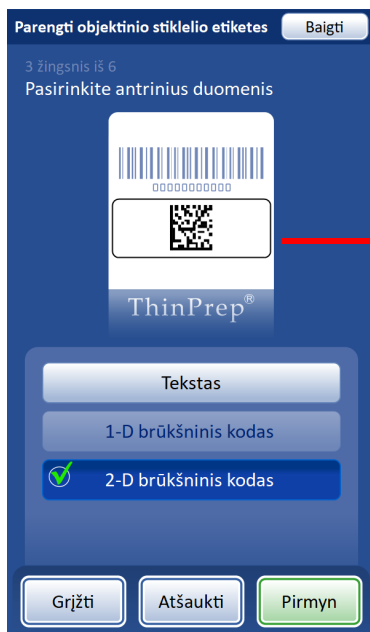 Parengti objektinio stiklelio etiketes
Baigti
3 žingsnis iš 6
Pasirinkite antrinius duomenis
00000000000
ThinPrep®
Tekstas
1-D brūkšninis kodas
2-D brūkšninis kodas
Grįžti
Atšaukti
Pirmyn